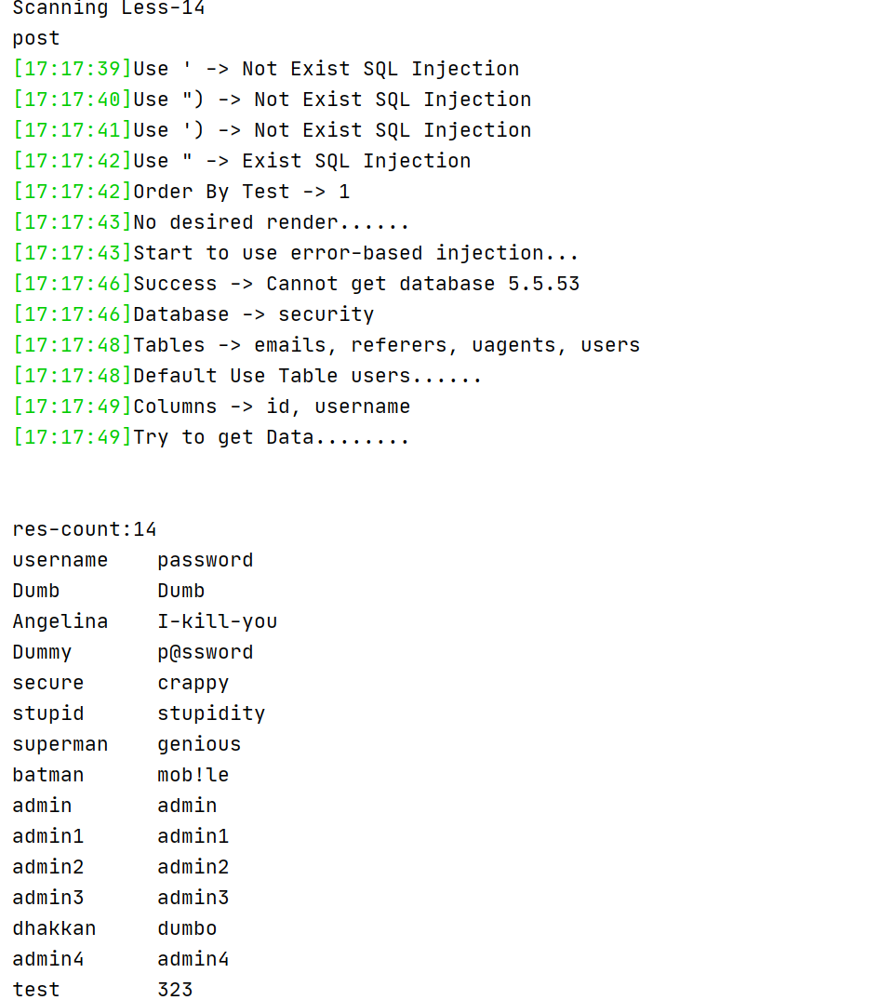 Scanning Less-14
post
[17:17:39]Use ' -> Not Exist SQL Injection
[17:17:40]Use ") -> Not Exist SQL Injection
[17:17:41]Use ') -> Not Exist SQL Injection
[17:17:42]Use " -> Exist SQL Injection
[17:17:42]Order By Test -> 1
[17:17:43]No desired render......
[17:17:43]Start to use error-based injection...
[17:17:46]Success -> Cannot get database 5.5.53
[17:17:46]Database -> security
[17:17:48]Tables -> emails, referers, uagents, users
[17:17:48]Default Use Table users......
[17:17:49]Columns -> id, username
[17:17:49]Try to get Data........
res-count:14
username password
Dumb Dumb
Angelina I-kill-you
Dummy p@ssword
secure crappy
stupid stupidity
superman genious
batman mob!le
admin admin
admin1 admin1
admin2 admin2
admin3 admin3
dhakkan dumbo
admin4 admin4
test 323